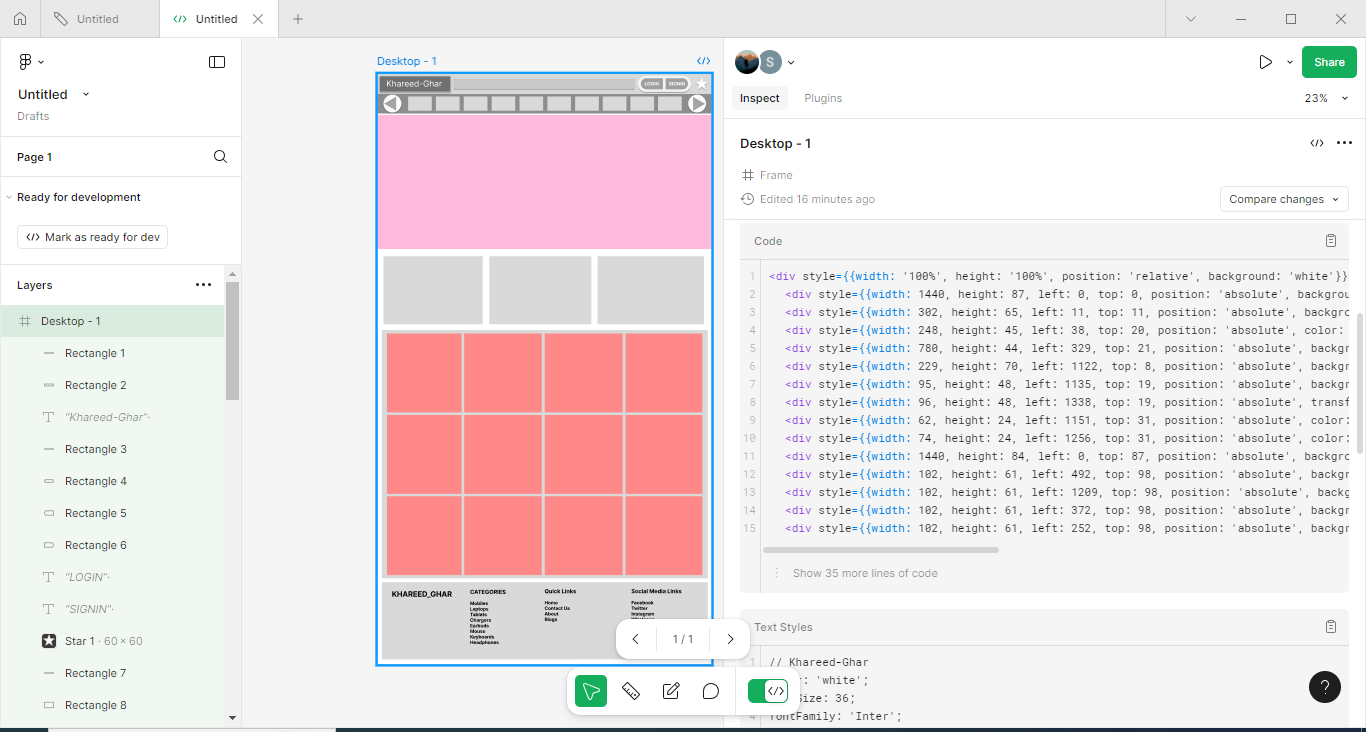 Untitled
Untitled
Untitled
Drafts
Page 1
Ready for development
Mark as ready for dev
Layers
Desktop - 1
Rectangle 1
Rectangle 2
"Khareed-Ghar"·
Rectangle 3
Rectangle 4
Rectangle 5
Rectangle 6
"LOGIN"·
"SIGNIN"·
Star 1 · 60 × 60
Rectangle 7
Rectangle 8
Desktop - 1
Khareed-Ghar
LOGIN
SIGNIN
KHAREED_GHAR
CATEGORIES
Mobiles
Laptops
Tablets
Chargers
Earbuds
Mouse
Keyboards
Headphones
Quick Links
Home
Contact Us
About
Blogs
Social Media Links
Facebook
Twitter
Instagram
1 / 1
S
Share
Inspect
Plugins
23%
Desktop - 1
Frame
Edited 16 minutes ago
Compare changes
Code
1 <div style={{width: '100%', height: '100%', position: 'relative', background: 'white'}}
2 <div style={{width: 1440, height: 87, left: 0, top: 0, position: 'absolute', backgrou
3 <div style={{width: 302, height: 65, left: 11, top: 11, position: 'absolute', backgro
4 <div style={{width: 248, height: 45, left: 38, top: 20, position: 'absolute', color:
5 <div style={{width: 780, height: 44, left: 329, top: 21, position: 'absolute', backgr
6 <div style={{width: 229, height: 70, left: 1122, top: 8, position: 'absolute', backgr
7 <div style={{width: 95, height: 48, left: 1135, top: 19, position: 'absolute', backgr
8 <div style={{width: 96, height: 48, left: 1338, top: 19, position: 'absolute', transf
9 <div style={{width: 62, height: 24, left: 1151, top: 31, position: 'absolute', color:
10 <div style={{width: 74, height: 24, left: 1256, top: 31, position: 'absolute', color:
11 <div style={{width: 1440, height: 84, left: 0, top: 87, position: 'absolute', backgr
12 <div style={{width: 102, height: 61, left: 492, top: 98, position: 'absolute', backgr
13 <div style={{width: 102, height: 61, left: 1209, top: 98, position: 'absolute', backg
14 <div style={{width: 102, height: 61, left: 372, top: 98, position: 'absolute', backgr
15 <div style={{width: 102, height: 61, left: 252, top: 98, position: 'absolute', backgr
Show 35 more lines of code
Text Styles
1 // Khareed-Ghar
: 'white';
Size: 36;
4 fontFamily: 'Inter';
?